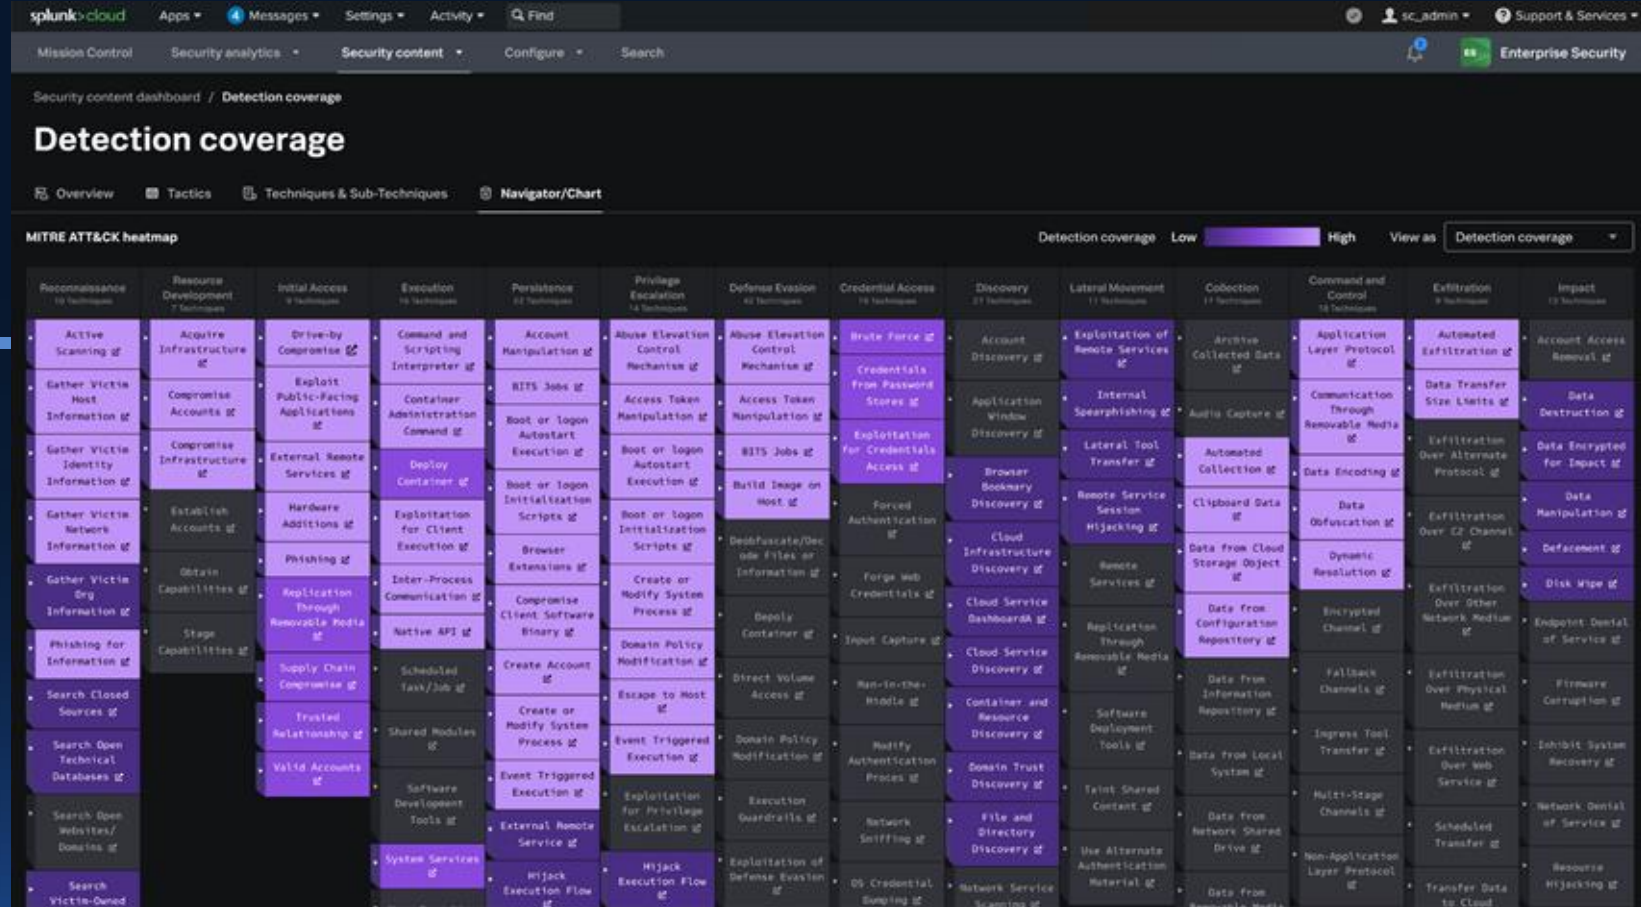 splunk>cloud Apps 4 Messages Settings Activity Find sc_admin Support & Services
Mission Control Security analytics Security content Configure Search Enterprise Security
Security content dashboard / Detection coverage
Detection coverage
Overview Tactics Techniques & Sub-Techniques Navigator/Chart
MITRE ATT&CK heatmap Detection coverage Low High View as Detection coverage
Reconnaissance
Active
Scanning
Gather Victim
Host
Information
Gather Victim
Identity
Information
Gather Victim
Network
Information
Gather Victim
Org
Information
Phishing for
Information
Search Closed
Sources
Search Open
Technical
Databases
Search Open
Websites/
Domains
Search
Victim-Owned
Resource
Development
7 Techniques
Acquire
Infrastructure
Compromise
Accounts
Compromise
Infrastructure
Establish
Accounts
Obtain
Capabilities
Stage
Capabilities
Initial Access
9 Techniques
Drive-by
Compromise
Exploit
Public-Facing
Applications
External Remote
Services
Hardware
Additions
Phishing
Replication
Through
Removable Media
Supply Chain
Compromise
Trusted
Relationship
Valid Accounts
Execution
Command and
Scripting
Interpreter
Container
Administration
Command
Deploy
Container
Exploitation
for Client
Execution
Inter-Process
Communication
Native API
Scheduled
Task/Job
Shared Modules
Software
Development
Tools
System Services
Persistence
Account
Manipulation
BITS Jobs
Boot or logon
Autostart
Execution
Boot or logon
Initialization
Scripts
Browser
Extensions
Compromise
Client Software
Binary
Create Account
Create or
Modify System
Process
Event Triggered
Execution
External Remote
Service
Hijack
Execution Flow
Privilege
Escalation
14 Techniques
Abuse Elevation
Control
Mechanism
Access Token
Manipulation
Boot or logon
Autostart
Execution
Boot or logon
Initialization
Scripts
Create or
Modify System
Process
Domain Policy
Modification
Escape to Host
Event Triggered
Execution
Exploitation
for Privilege
Escalation
Hijack
Execution Flow
Defense Evasion
Abuse Elevation
Control
Mechanism
Access Token
Manipulation
BITS Jobs
Build Image on
Host
Deobfuscate/Dec
ode Files or
Information
Depoly
Container
Direct Volume
Access
Domain Policy
Modification
Execution
Guardrails
Exploitation of
Defense Evasion
Credential Access
Brute Force
Credentials
from Password
Stores
Exploitation
for Credentials
Access
Forced
Authentication
Forge Web
Credentials
Input Capture
Man-in-the-
Middle
Modify
Authentication
Proces
Network
Sniffing
OS Credential
Dumping
Discovery
Account
Discovery
Application
Window
Discovery
Browser
Bookmary
Discovery
Cloud
Infrastructure
Discovery
Cloud Service
DashboardA
Cloud Service
Discovery
Container and
Resource
Discovery
Domain Trust
Discovery
File and
Directory
Discovery
Network Service
Scanning
Lateral Movement
Exploitation of
Remote Services
Internal
Spearphishing
Lateral Tool
Transfer
Remote Service
Session
Hijacking
Remote
Services
Replication
Through
Removable Media
Software
Deployment
Tools
Taint Shared
Content
Use Alternate
Authentication
Material
Collection
Archive
Collected Data
Audio Capture
Automated
Collection
Clipboard Data
Data from Cloud
Storage Object
Data from
Configuration
Repository
Data from
Information
Repository
Data from Local
System
Data from
Network Shared
Drive
Data from
Removable Media
Command and
Control
Application
Layer Protocol
Communication
Through
Removable Media
Data Encoding
Data
Obfuscation
Dynamic
Resolution
Encrypted
Channel
Fallback
Channels
Ingress Tool
Transfer
Multi-Stage
Channels
Non-Application
Layer Protocol
Exfiltration
9 Techniques
Automated
Exfiltration
Data Transfer
Size Limits
Exfiltration
Over Alternate
Protocol
Exfiltration
Over C2 Channel
Exfiltration
Over Other
Network Medium
Exfiltration
Over Physical
Medium
Exfiltration
Over Web
Service
Scheduled
Transfer
Transfer Data
to Cloud
Impact
Account Access
Removal
Data
Destruction
Data Encrypted
for Impact
Data
Manipulation
Defacement
Disk Wipe
Endpoint Denial
of Service
Firmware
Corruption
Inhibit System
Recovery
Network Denial
of Service
Resource
Hijacking